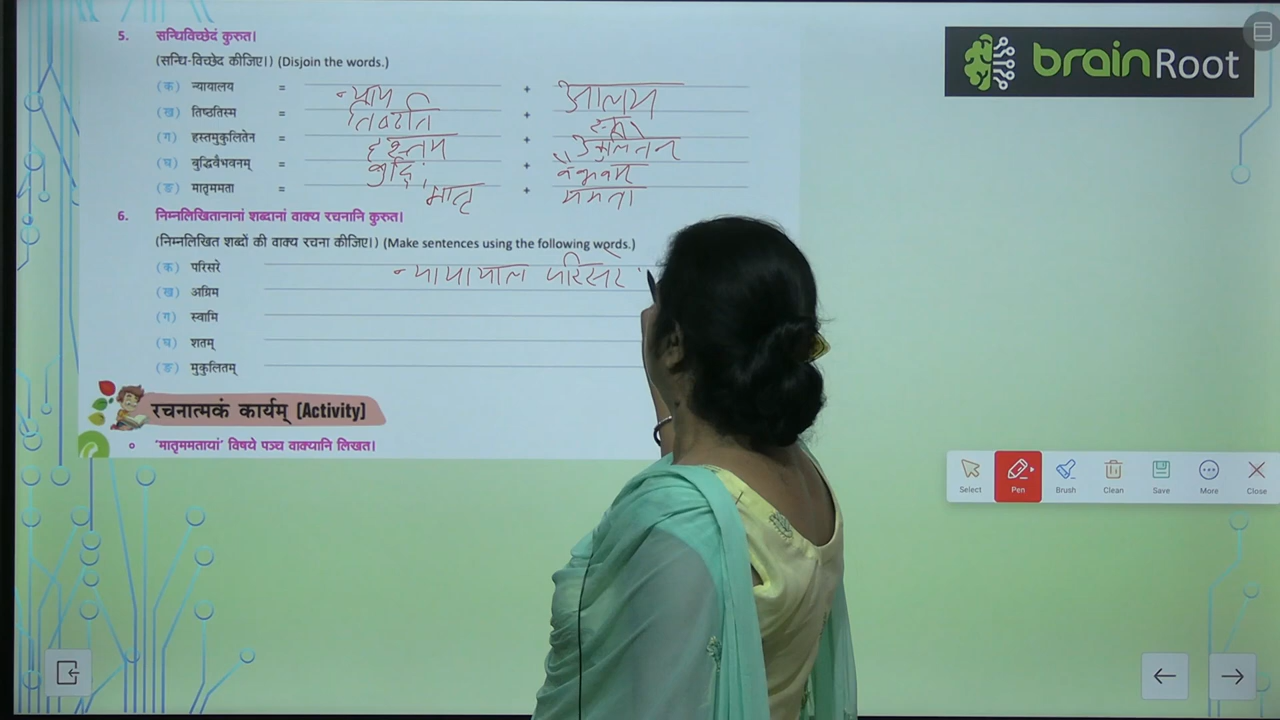 brainRoot
5. सन्धिविच्छेदं कुरुत।
(सन्धि-विच्छेद कीजिए।) (Disjoin the words.)
(क) न्यायालय = न्याय + आलय
(ख) तिष्ठतिस्म = तिष्ठति + स्म
(ग) हस्तमुकुलितेन = हस्तम + उकुलितेन
(घ) बुद्धिवैभवनम् = बुद्धि + वैभवनम्
(ङ) मातृममता = मातृ + ममता
6. निम्नलिखितानानां शब्दानां वाक्य रचनानि कुरुत।
(निम्नलिखित शब्दों की वाक्य रचना कीजिए।) (Make sentences using the following words.)
(क) परिसरे न्यायायाल परिसरे
(ख) अग्रिम
(ग) स्वामि
(घ) शतम्
(ङ) मुकुलितम्
रचनात्मकं कार्यम् (Activity)
'मातृममतायां' विषये पञ्च वाक्यानि लिखत।
Select Pen Brush Clean Save More Close